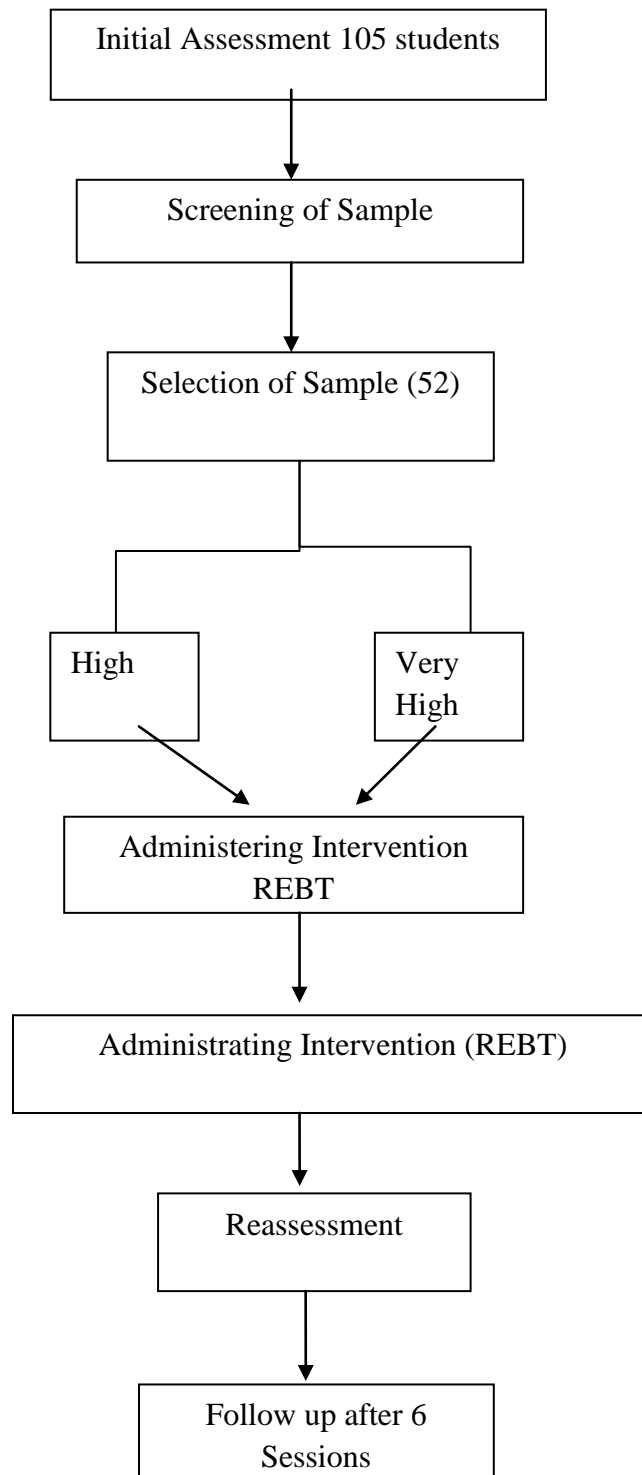 Initial Assessment 105 students
Screening of Sample
Selection of Sample (52)
High
Very
High
Administering Intervention
REBT
Administrating Intervention (REBT)
Reassessment
Follow up after 6
Sessions